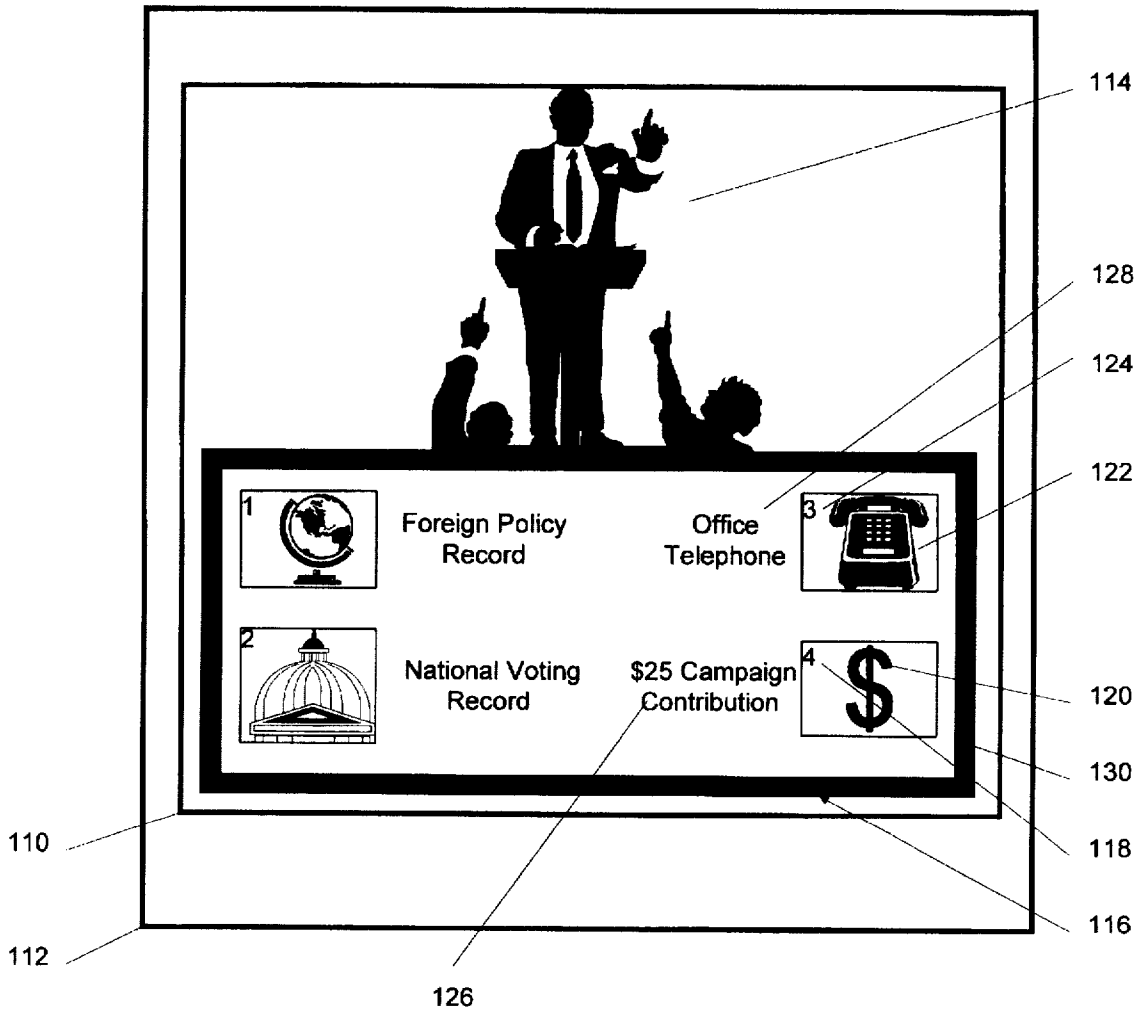 114
128
124
122
1
Foreign Policy
Record
Office
Telephone
3
2
National Voting
Record
$25 Campaign
Contribution
4
$
120
130
110
118
116
112
126